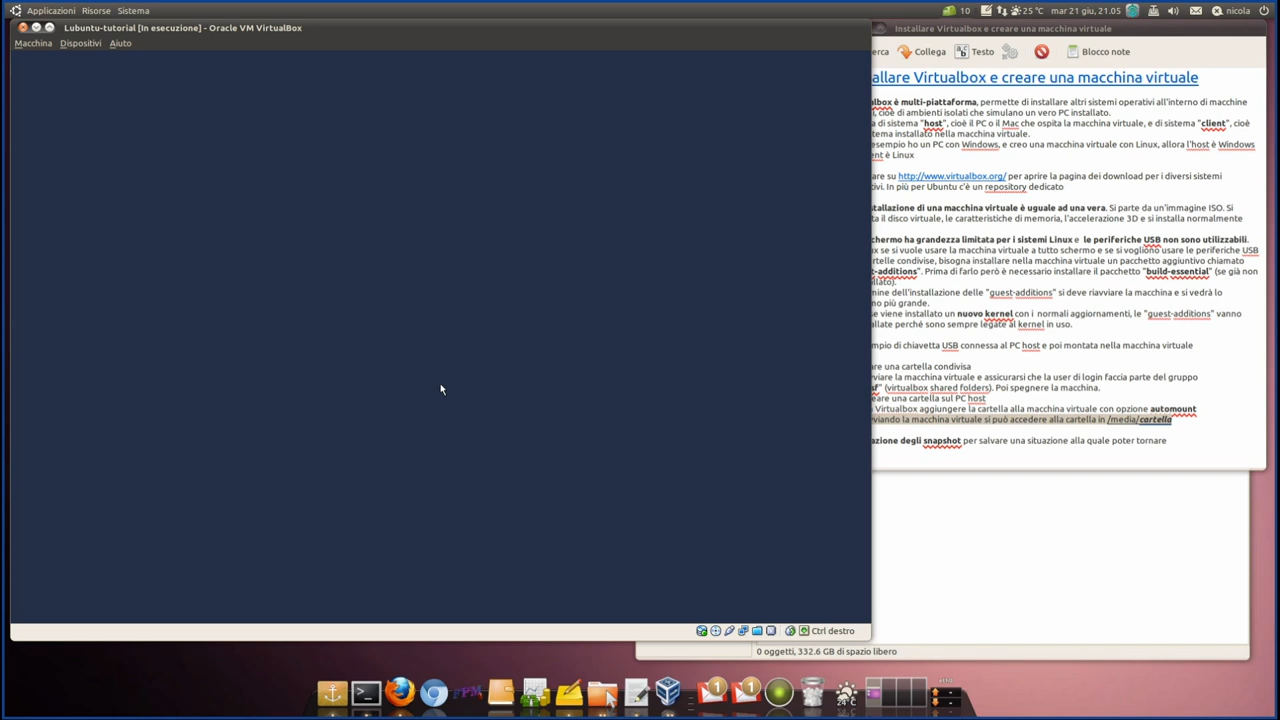 Applicazioni Risorse Sistema
10 25 °C mar 21 giu, 21.05 nicola
Lubuntu-tutorial [In esecuzione] - Oracle VM VirtualBox
Macchina Dispositivi Aiuto
Installare Virtualbox e creare una macchina virtuale
erca Collega Testo Blocco note
allare Virtualbox e creare una macchina virtuale
albox è multi-piattaforma, permette di installare altri sistemi operativi all'interno di macchine
i, cioè di ambienti isolati che simulano un vero PC installato.
a di sistema "host", cioè il PC o il Mac che ospita la macchina virtuale, e di sistema "client", cioè
tema installato nella macchina virtuale.
esempio ho un PC con Windows, e creo una macchina virtuale con Linux, allora l'host è Windows
ent è Linux
are su http://www.virtualbox.org/ per aprire la pagina dei download per i diversi sistemi
tivi. In più per Ubuntu c'è un repository dedicato
stallazione di una macchina virtuale è uguale ad una vera. Si parte da un'immagine ISO. Si
ta il disco virtuale, le caratteristiche di memoria, l'accelerazione 3D e si installa normalmente
chermo ha grandezza limitata per i sistemi Linux e le periferiche USB non sono utilizzabili.
x se si vuole usare la macchina virtuale a tutto schermo e se si vogliono usare le periferiche USB
artelle condivise, bisogna installare nella macchina virtuale un pacchetto aggiuntivo chiamato
t-additions". Prima di farlo però è necessario installare il pacchetto "build-essential" (se già non
allato).
mine dell'installazione delle "guest-additions" si deve riavviare la macchina e si vedrà lo
no più grande.
se viene installato un nuovo kernel con i normali aggiornamenti, le "guest-additions" vanno
allate perché sono sempre legate al kernel in uso.
mpio di chiavetta USB connessa al PC host e poi montata nella macchina virtuale
are una cartella condivisa
vviare la macchina virtuale e assicurarsi che la user di login faccia parte del gruppo
sf" (virtualbox shared folders). Poi spegnere la macchina.
eare una cartella sul PC host
Virtualbox aggiungere la cartella alla macchina virtuale con opzione automount
vviando la macchina virtuale si può accedere alla cartella in /media/cartella
azione degli snapshot per salvare una situazione alla quale poter tornare
Ctrl destro
0 oggetti, 332.6 GB di spazio libero
1 1 24°C